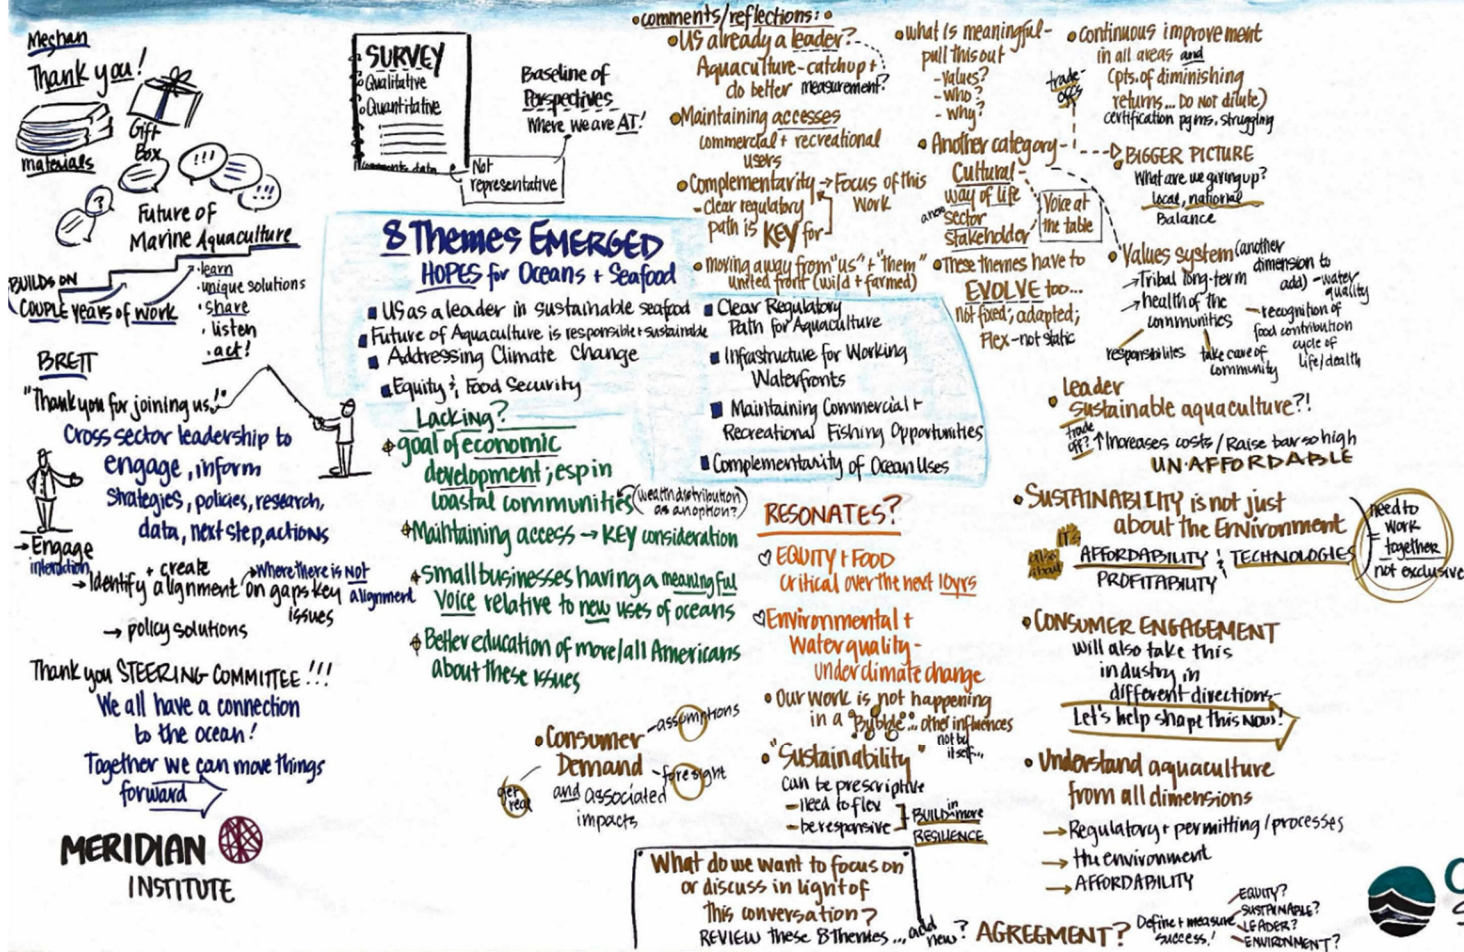 Meghan
Thank you!
Gift
Box
materials
!!!
!!!
?
Future of
Marine Aquaculture
BUILDS ON
COUPLE years of work
• learn
• unique solutions
• share
• listen
• act!
BRETT
"Thank you for joining us."
Cross sector leadership to
engage, inform
Strategies, policies, research,
data, next step, actions
→ Engage
interaction
+ create
→ Identify alignment on gaps key
issues
→ where there is NOT
alignment
→ policy solutions
Thank you STEERING COMMITTEE!!!
We all have a connection
to the ocean!
Together we can move things
forward
MERIDIAN
INSTITUTE
SURVEY
Qualitative
Quantitative
comments data
Not
representative
Baseline of
Perspectives
Where we are AT!
8 Themes EMERGED
HOPES for Oceans + Seafood
US as a leader in sustainable seafood
Future of Aquaculture is responsible + sustainable
Addressing Climate Change
Equity & Food Security
Clear Regulatory
Path for Aquaculture
Infrastructure for Working
Waterfronts
Maintaining Commercial +
Recreational Fishing Opportunities
Complementarity of Ocean Uses
Lacking?
goal of economic
development; esp in
coastal communities
(wealth distribution
as an option?)
Maintaining access → KEY consideration
Small businesses having a meaningful
voice relative to new uses of oceans
Better education of more/all Americans
about these issues
RESONATES?
EQUITY + FOOD
critical over the next 10yrs
Environmental +
Water quality -
under climate change
• Our work is not happening
in a "Bubble"... other influences
not by
itself...
• "Sustainability"
can be prescriptive
- need to flex
- be responsive
BUILD in more
RESILIENCE
• Consumer
Demand
and associated
impacts
assumptions
foresight
get
real
What do we want to focus on
or discuss in light of
this conversation?
REVIEW these 8 themes... add
new?
AGREEMENT?
Define + measure
success!
EQUITY?
SUSTAINABLE?
LEADER?
ENVIRONMENT?
• comments/reflections: •
• US already a leader?
Aquaculture - catchup +
do better
measurement?
• Maintaining accesses
commercial + recreational
users
• Complementarity → Focus of this
work
- Clear regulatory
path is KEY for
• moving away from "us" + "them"
united front (wild + farmed)
• what is meaningful -
pull this out
- Values?
- Who?
- Why?
• Another category -
Cultural -
way of life
sector
stakeholder
Voice at
the table
• These themes have to
EVOLVE too...
not fixed; adapted;
Flex - not static
• continuous improvement
in all areas and
(pts. of diminishing
returns... Do not dilute)
certification pgms. struggling
trade-
offs
BIGGER PICTURE
What are we giving up?
local, national
Balance
• Values system (another
dimension to
add)
→ Tribal long-term
→ health of the
communities
responsibilites
take care of
community
- water
quality
- recognition of
food contribution
cycle of
life/death
• Leader
sustainable aquaculture?!
trade
off?
↑ Increases costs / Raise bar so high
UNAFFORDABLE
• SUSTAINABILITY is not just
about the Environment
IT'S
also
about
AFFORDABILITY & TECHNOLOGIES
PROFITABILITY
need to
work
together
not exclusive
• CONSUMER ENGAGEMENT
will also take this
industry in
different directions -
Let's help shape this NOW!
• Understand aquaculture
from all dimensions
→ Regulatory + permitting/processes
→ the environment
→ AFFORDABILITY